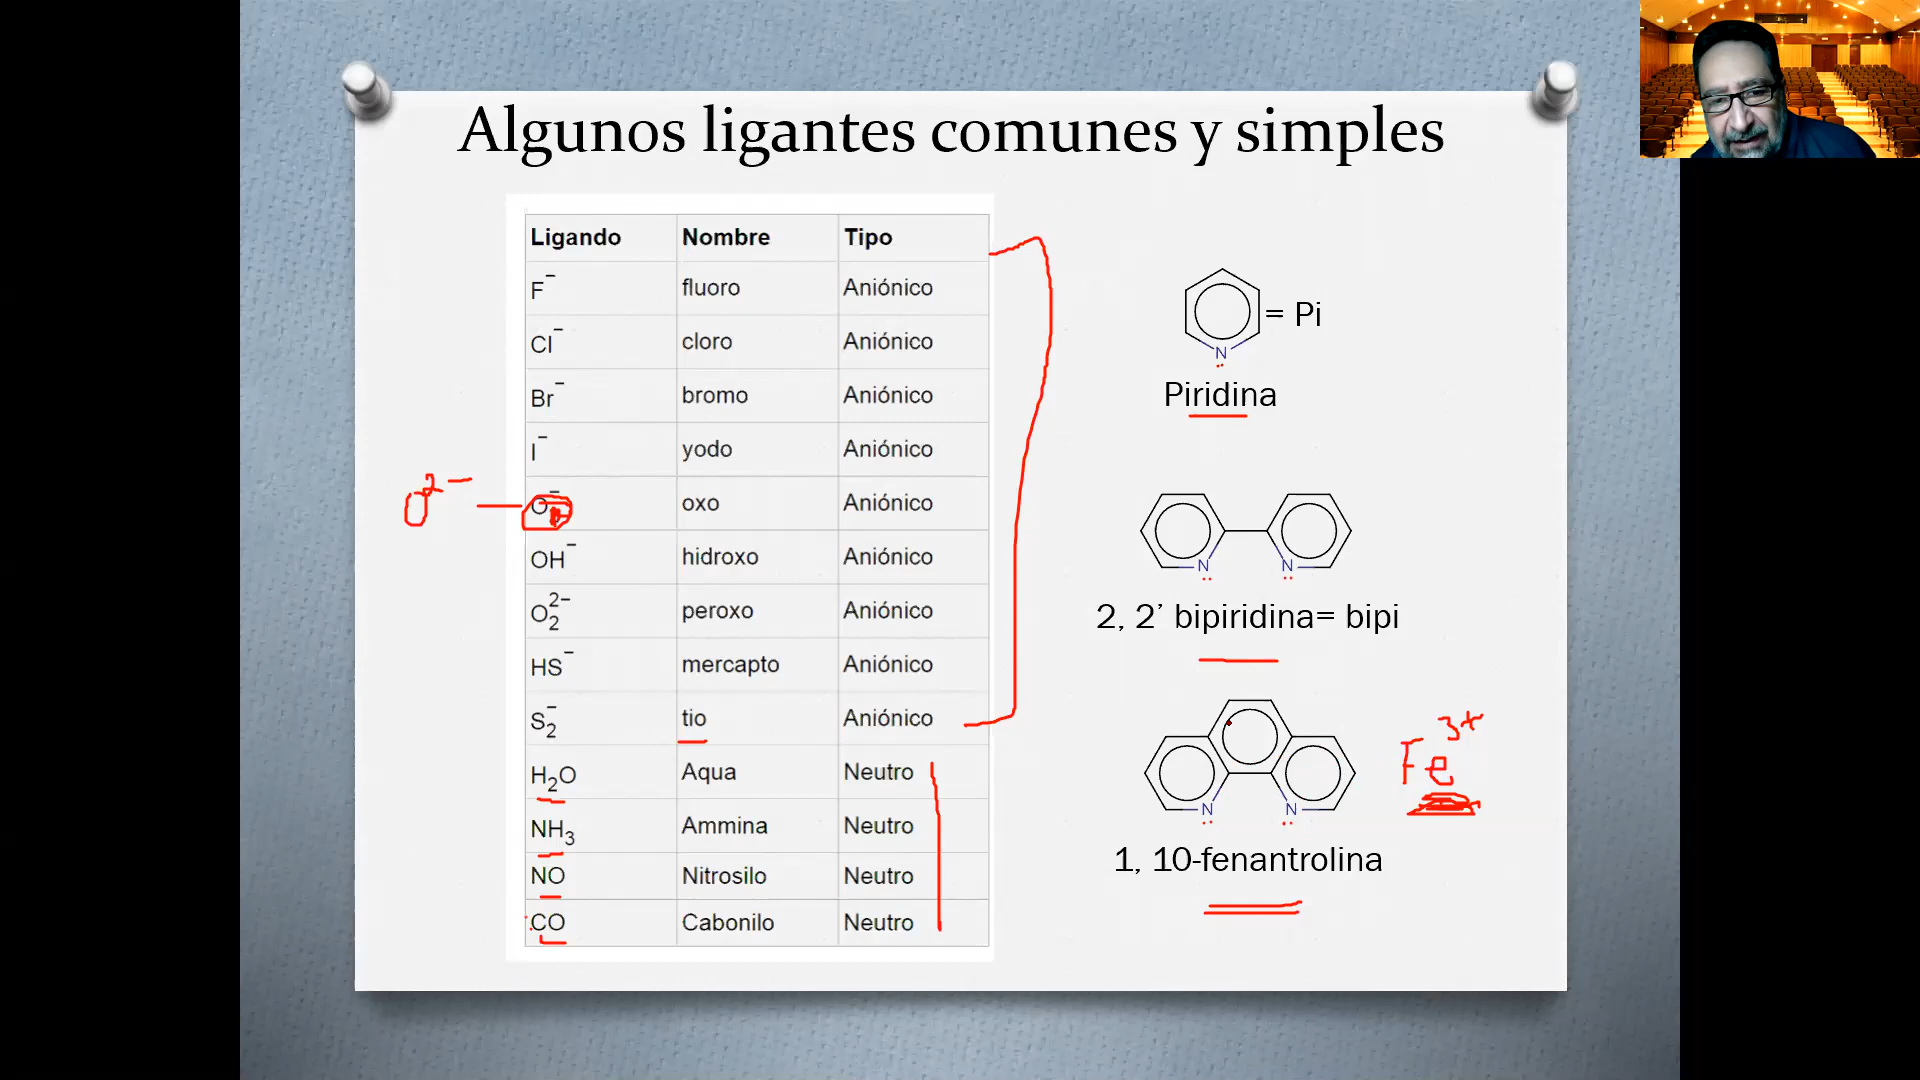 Algunos ligantes comunes y simples
Ligando Nombre Tipo
F⁻ fluoro Aniónico
Cl⁻ cloro Aniónico
Br⁻ bromo Aniónico
I⁻ yodo Aniónico
O²⁻
oxo Aniónico
OH⁻ hidroxo Aniónico
O₂²⁻ peroxo Aniónico
HS⁻ mercapto Aniónico
S₂⁻ tio Aniónico
H₂O Aqua Neutro
NH₃ Ammina Neutro
NO Nitrosilo Neutro
:CO Cabonilo Neutro
N
= Pi
Piridina
N N
2, 2’ bipiridina= bipi
N N
Fe³⁺
1, 10-fenantrolina